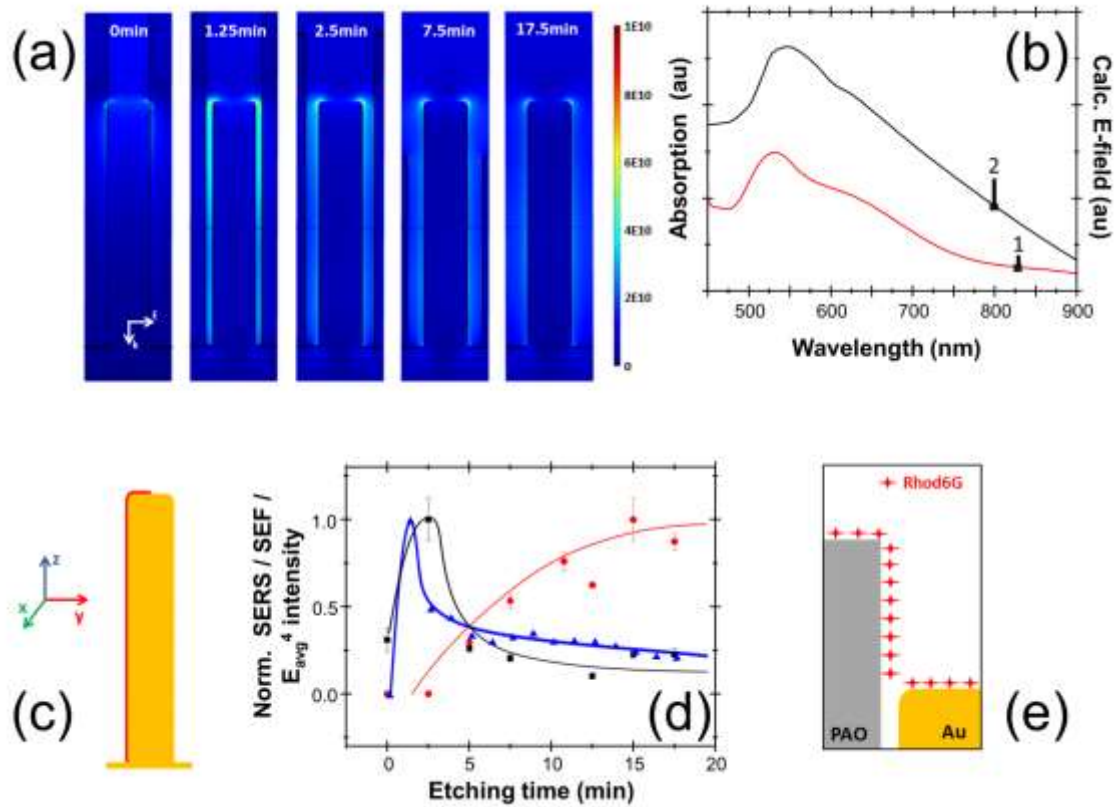 (a)
0min
1.25min
2.5min
7.5min
17.5min
1E10
8E10
6E10
4E10
2E10
0
(b)
Absorption (au)
Calc. E-field (au)
2
1
500 600 700 800 900
Wavelength (nm)
(c)
z
x
y
Norm. SERS / SEF /
E_avg^4 intensity
1.0
0.5
0.0
(d)
0 5 10 15 20
Etching time (min)
Rhod6G
PAO
Au
(e)